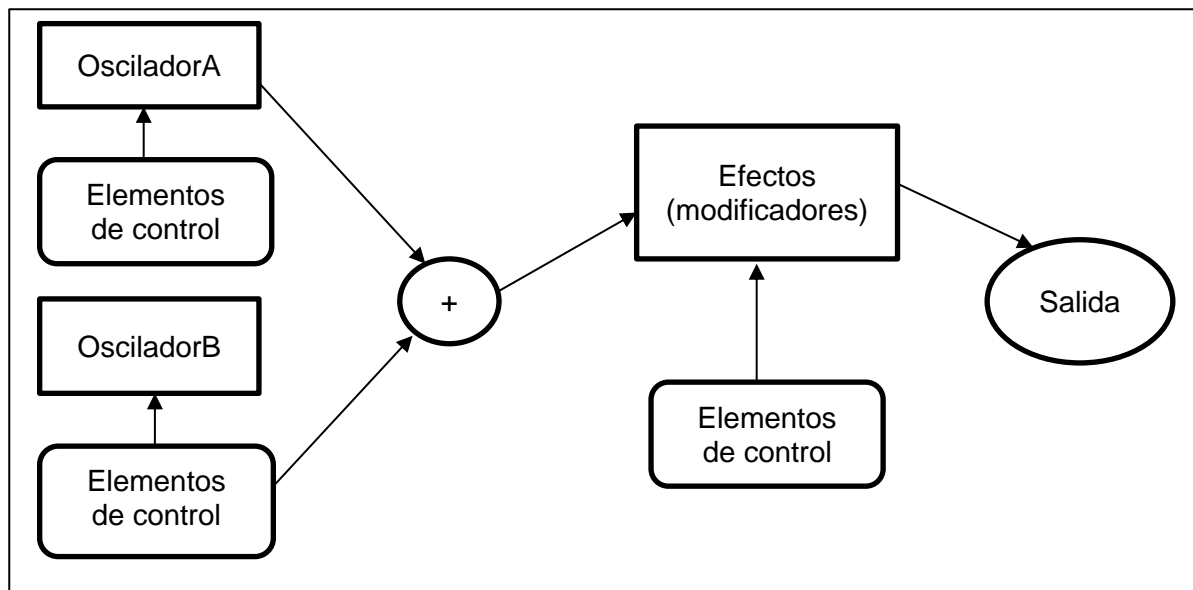 OsciladorA
Elementos
de control
OsciladorB
Elementos
de control
+
Efectos
(modificadores)
Elementos
de control
Salida